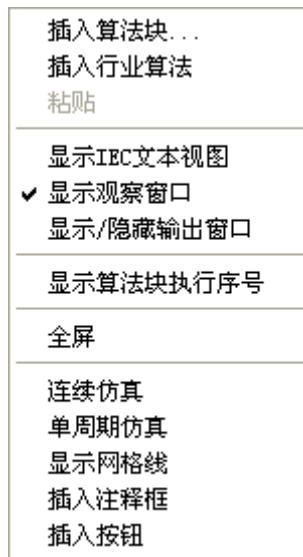 插入算法块...
插入行业算法
粘贴
显示IEC文本视图
显示观察窗口
显示/隐藏输出窗口
显示算法块执行序号
全屏
连续仿真
单周期仿真
显示网格线
插入注释框
插入按钮